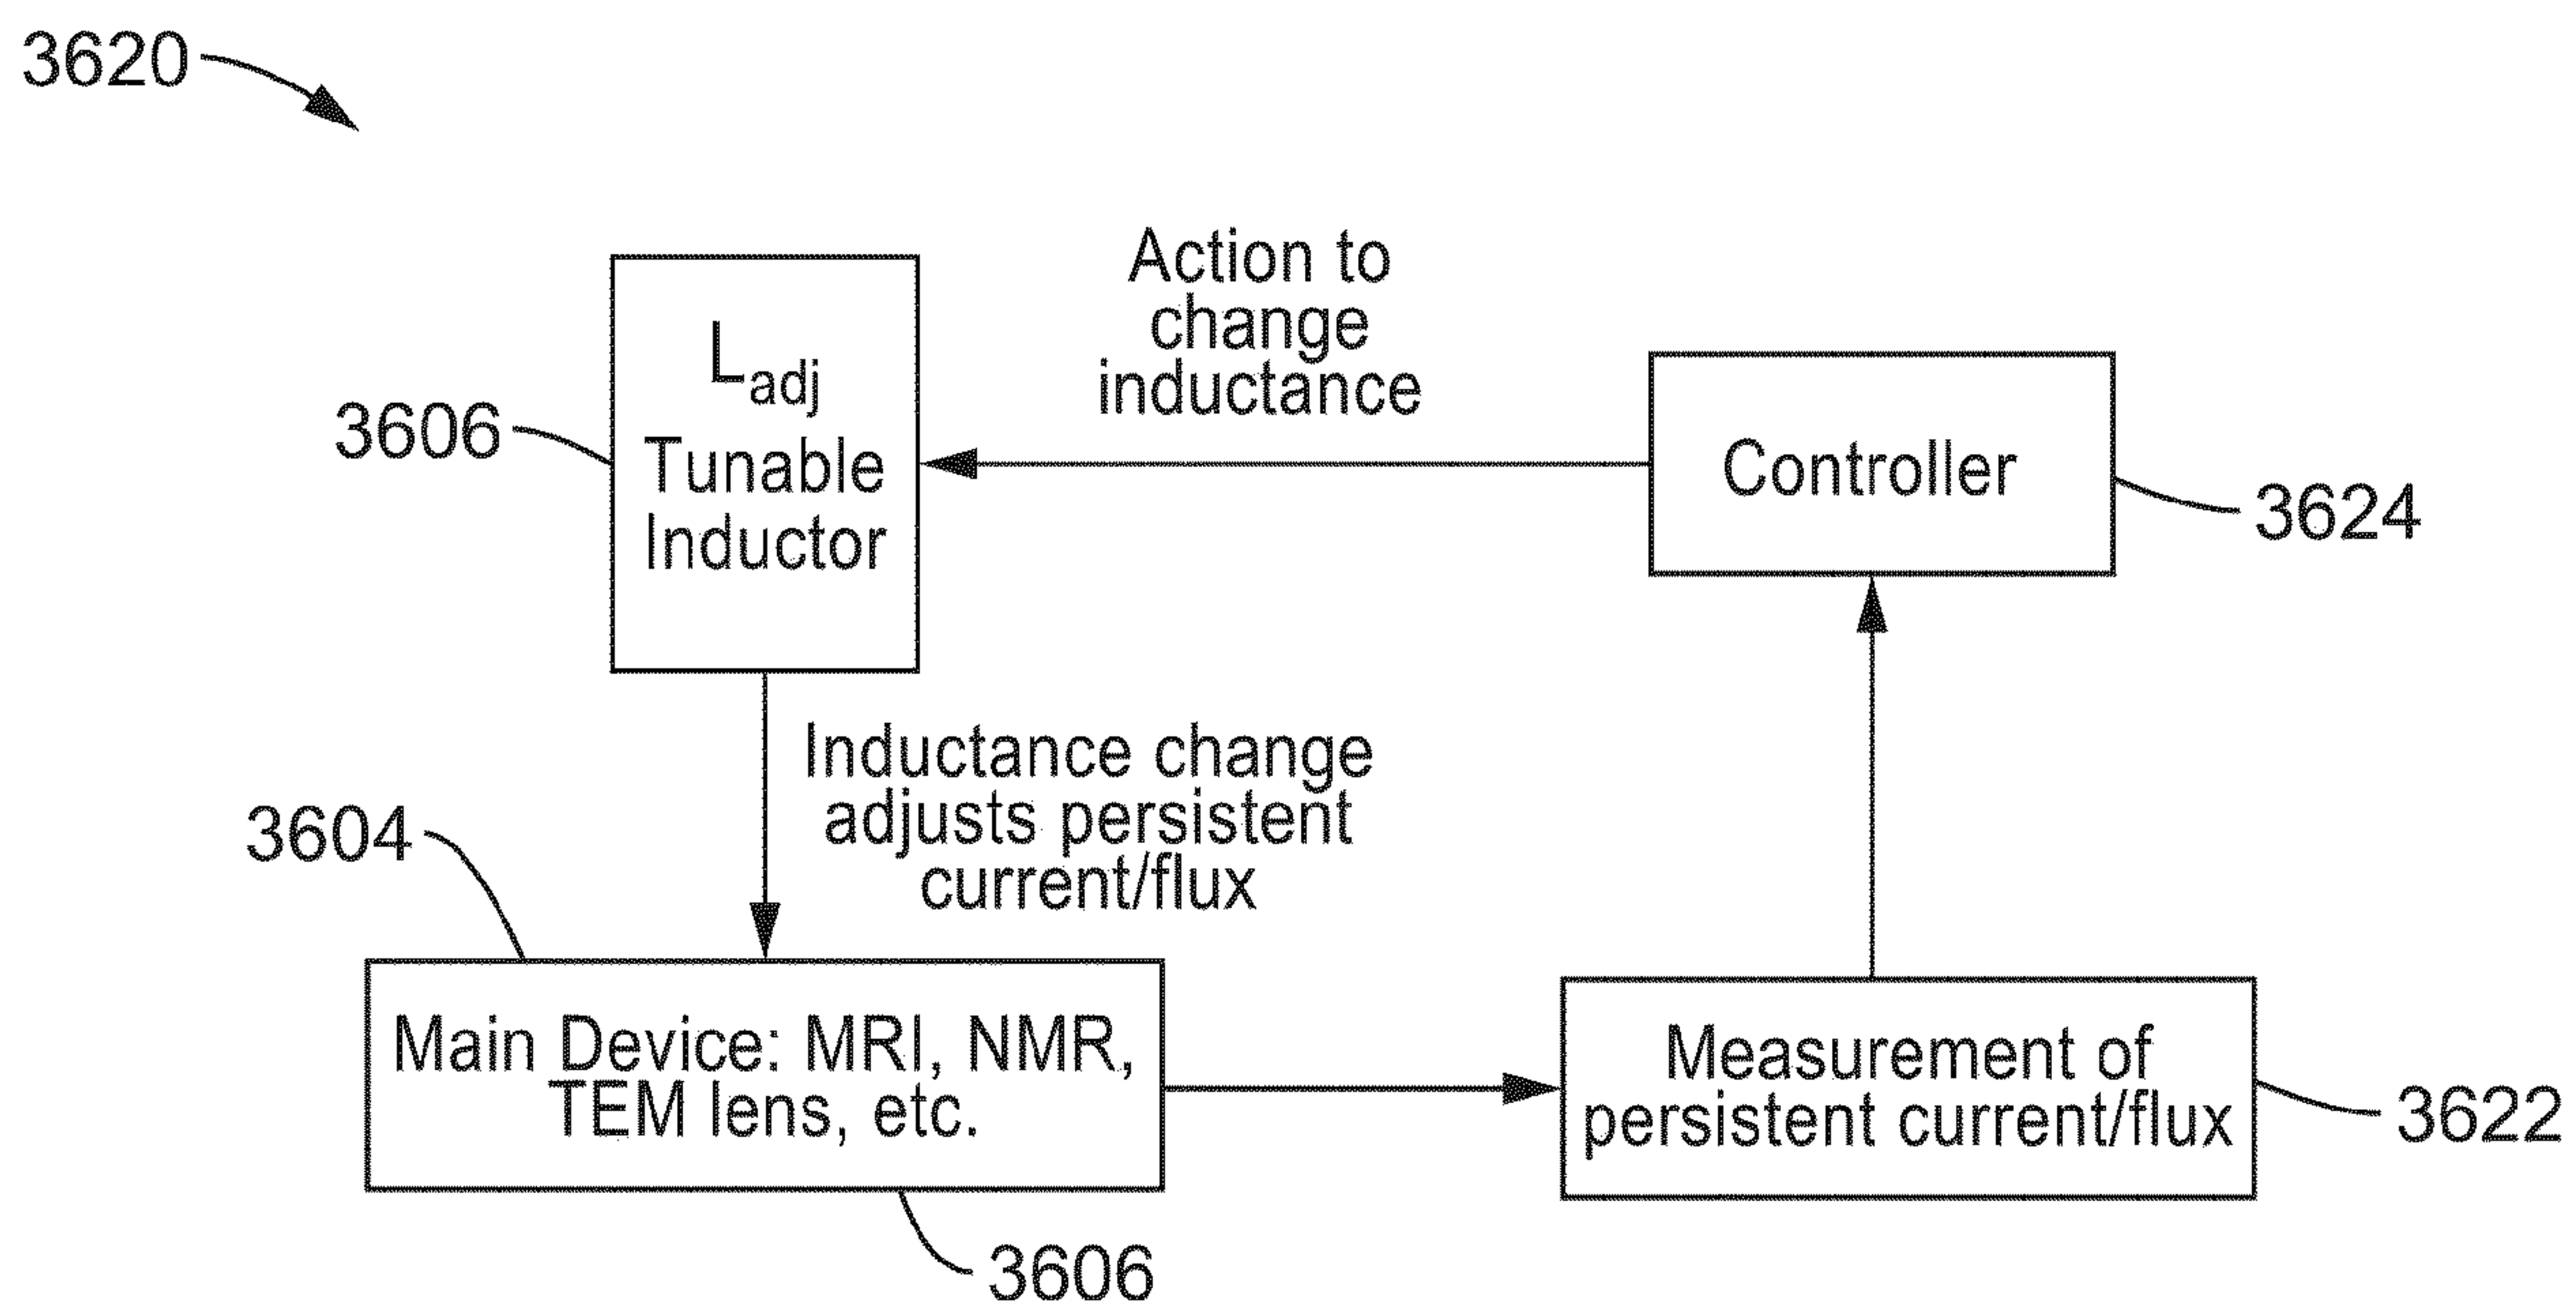 3620
Action to
change
inductance
L_adj
Tunable
Inductor
3606
Controller
3624
Inductance change
adjusts persistent
current/flux
3604
Main Device: MRI, NMR,
TEM lens, etc.
Measurement of
persistent current/flux
3622
3606